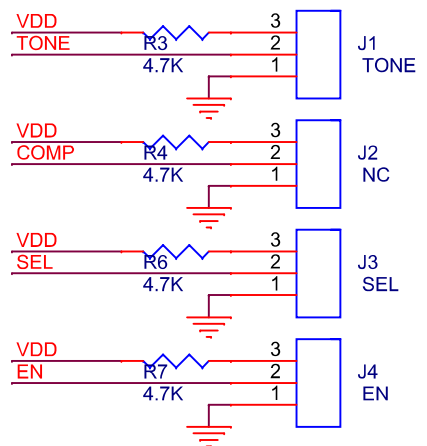 VDD 3
TONE R3 2 J1
4.7K 1 TONE
VDD 3
COMP R4 2 J2
4.7K 1 NC
VDD 3
SEL R6 2 J3
4.7K 1 SEL
VDD 3
EN R7 2 J4
4.7K 1 EN